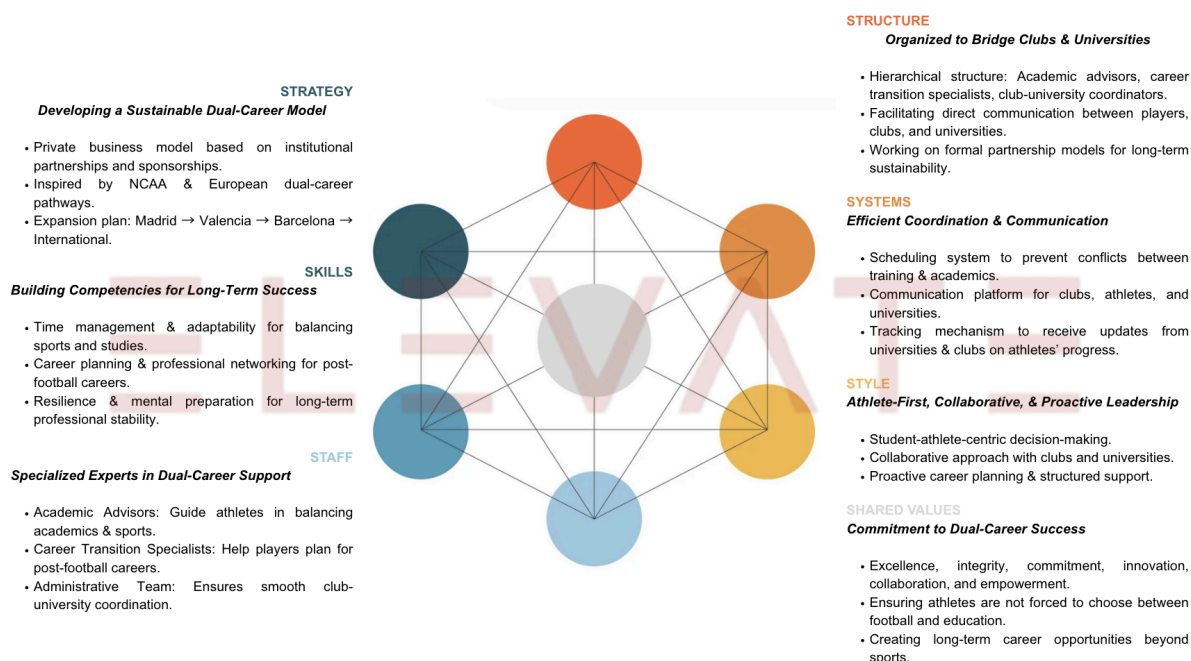 STRATEGY
Developing a Sustainable Dual-Career Model
• Private business model based on institutional
partnerships and sponsorships.
• Inspired by NCAA & European dual-career
pathways.
• Expansion plan: Madrid → Valencia → Barcelona →
International.
SKILLS
Building Competencies for Long-Term Success
• Time management & adaptability for balancing
sports and studies.
• Career planning & professional networking for post-
football careers.
• Resilience & mental preparation for long-term
professional stability.
STAFF
Specialized Experts in Dual-Career Support
• Academic Advisors: Guide athletes in balancing
academics & sports.
• Career Transition Specialists: Help players plan for
post-football careers.
• Administrative Team: Ensures smooth club-
university coordination.
ELEVATE
STRUCTURE
Organized to Bridge Clubs & Universities
• Hierarchical structure: Academic advisors, career
transition specialists, club-university coordinators.
• Facilitating direct communication between players,
clubs, and universities.
• Working on formal partnership models for long-term
sustainability.
SYSTEMS
Efficient Coordination & Communication
• Scheduling system to prevent conflicts between
training & academics.
• Communication platform for clubs, athletes, and
universities.
• Tracking mechanism to receive updates from
universities & clubs on athletes' progress.
STYLE
Athlete-First, Collaborative, & Proactive Leadership
• Student-athlete-centric decision-making.
• Collaborative approach with clubs and universities.
• Proactive career planning & structured support.
SHARED VALUES
Commitment to Dual-Career Success
• Excellence, integrity, commitment, innovation,
collaboration, and empowerment.
• Ensuring athletes are not forced to choose between
football and education.
• Creating long-term career opportunities beyond
sports.